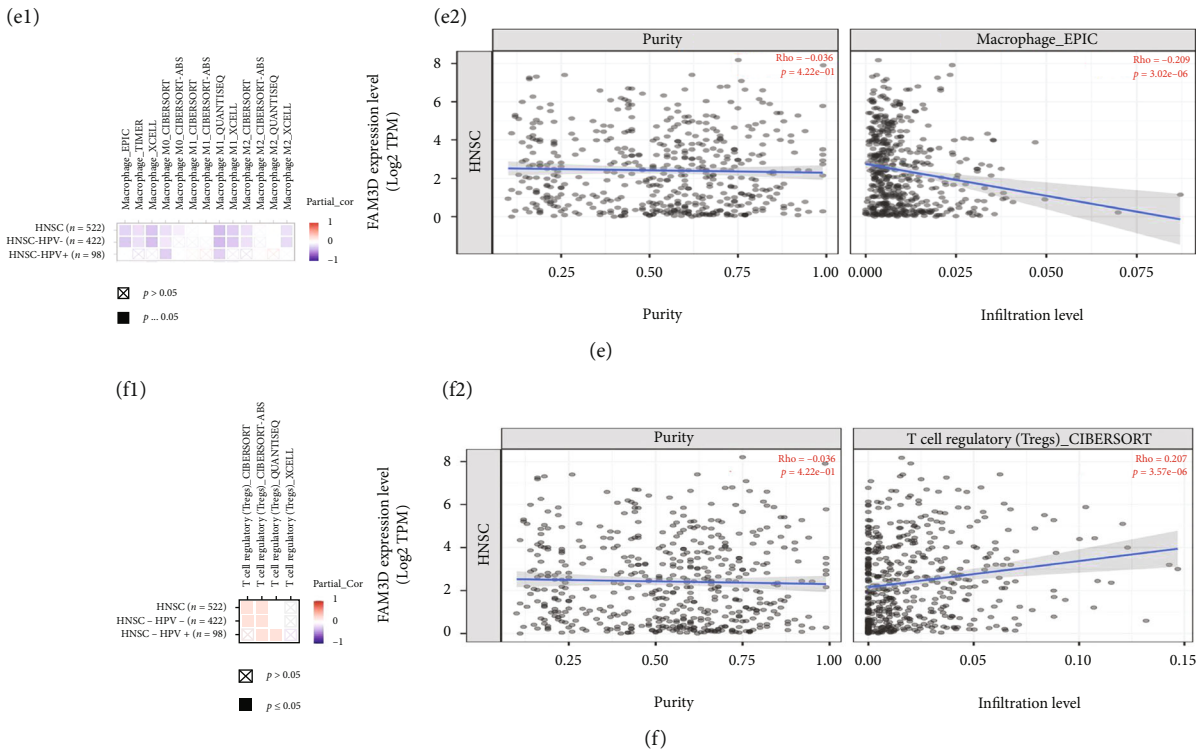 (e1)
Macrophage_EPIC
Macrophage_TIMER
Macrophage_XCELL
Macrophage M0_CIBERSORT
Macrophage M0_CIBERSORT-ABS
Macrophage M1_CIBERSORT
Macrophage M1_CIBERSORT-ABS
Macrophage M1_QUANTISEQ
Macrophage M1_XCELL
Macrophage M2_CIBERSORT
Macrophage M2_CIBERSORT-ABS
Macrophage M2_QUANTISEQ
Macrophage M2_XCELL
HNSC (n = 522)
HNSC-HPV- (n = 422)
HNSC-HPV+ (n = 98)
Partial_cor
1
0
−1
p > 0.05
p ... 0.05
(e2)
Purity
Macrophage_EPIC
Rho = −0.036
p = 4.22e−01
Rho = −0.209
p = 3.02e−06
FAM3D expression level
(Log2 TPM)
HNSC
8
6
4
2
0
0.25
0.50
0.75
1.00
0.000
0.025
0.050
0.075
Purity
Infiltration level
(e)
(f1)
T cell regulatory (Tregs)_CIBERSORT
T cell regulatory (Tregs)_CIBERSORT-ABS
T cell regulatory (Tregs)_QUANTISEQ
T cell regulatory (Tregs)_XCELL
HNSC (n = 522)
HNSC − HPV − (n = 422)
HNSC − HPV + (n = 98)
Partial_Cor
1
0
−1
p > 0.05
p ≤ 0.05
(f2)
Purity
T cell regulatory (Tregs)_CIBERSORT
Rho = −0.036
p = 4.22e−01
Rho = 0.207
p = 3.57e−06
FAM3D expression level
(Log2 TPM)
HNSC
8
6
4
2
0
0.25
0.50
0.75
1.00
0.00
0.05
0.10
0.15
Purity
Infiltration level
(f)